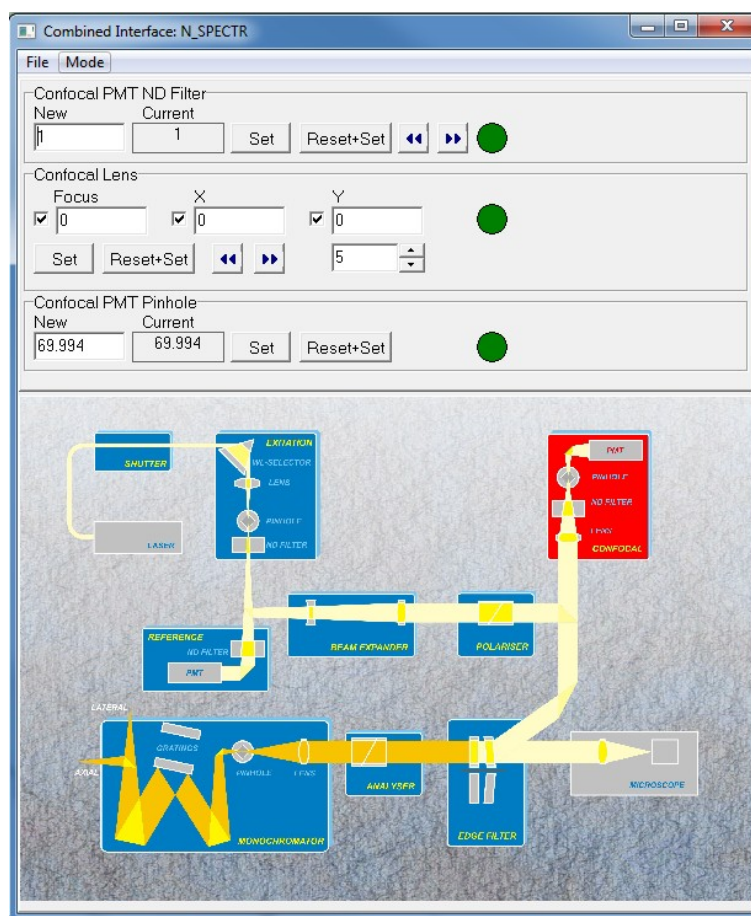 Combined Interface: N_SPECTR
File Mode
Confocal PMT ND Filter
New Current
1 1 Set Reset+Set
Confocal Lens
Focus X Y
0 0 0
Set Reset+Set 5
Confocal PMT Pinhole
New Current
69.994 69.994 Set Reset+Set
SHUTTER
LASER
EXITATION
WL-SELECTOR
LENS
PINHOLE
ND FILTER
PMT
PINHOLE
ND FILTER
LENS
CONFOCAL
REFERENCE
ND FILTER
PMT
BEAM EXPANDER
POLARISER
LATERAL
AXIAL
GRATINGS
PINHOLE
LENS
MONOCHROMATOR
ANALYSER
EDGE FILTER
MICROSCOPE